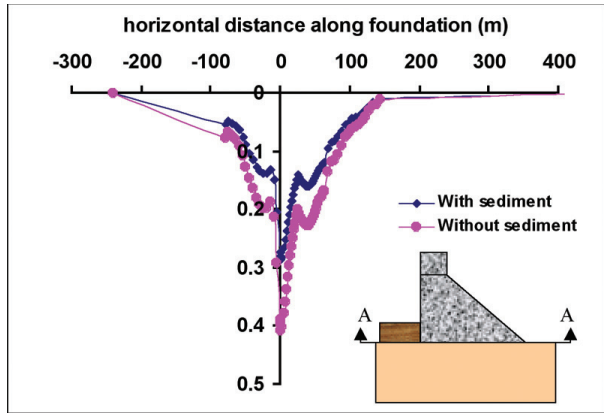 horizontal distance along foundation (m)
-300 -200 -100 0 100 200 300 400
0
0.1
0.2
0.3
0.4
0.5
With sediment
Without sediment
A A